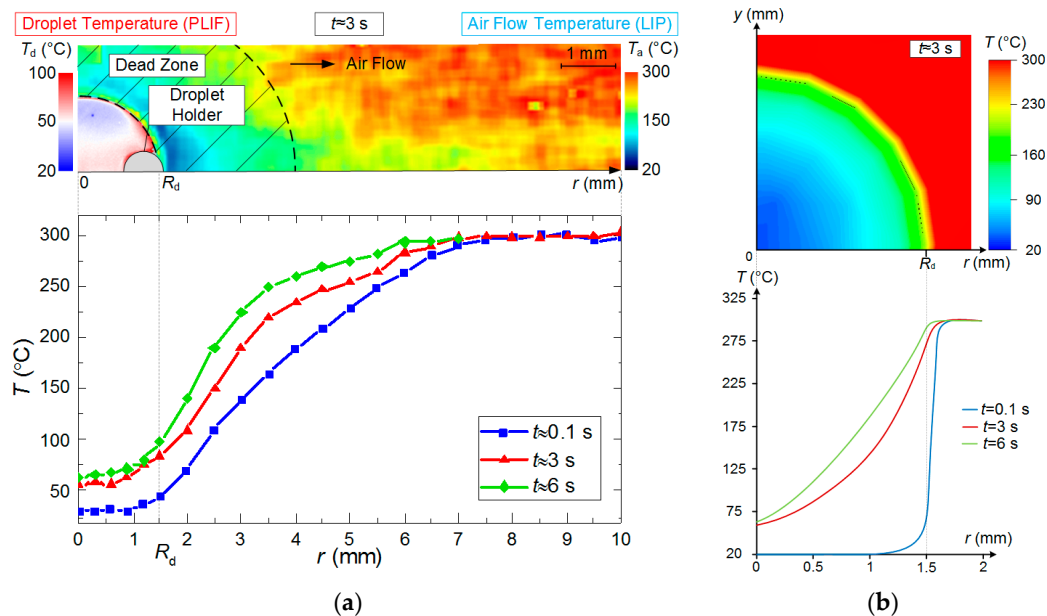 Droplet Temperature (PLIF)
t≈3 s
Air Flow Temperature (LIP)
Td (°C)
100
50
20
Dead Zone
Droplet
Holder
Air Flow
1 mm
Ta (°C)
300
150
20
0
Rd
r (mm)
T (°C)
300
250
200
150
100
50
t≈0.1 s
t≈3 s
t≈6 s
0 1 2 3 4 5 6 7 8 9 10
Rd
r (mm)
(a)
y (mm)
t≈3 s
T (°C)
300
230
160
90
20
0
Rd
r (mm)
T (°C)
325
275
225
175
125
75
20
t=0.1 s
t=3 s
t=6 s
r (mm)
0 0.5 1 1.5 2
(b)